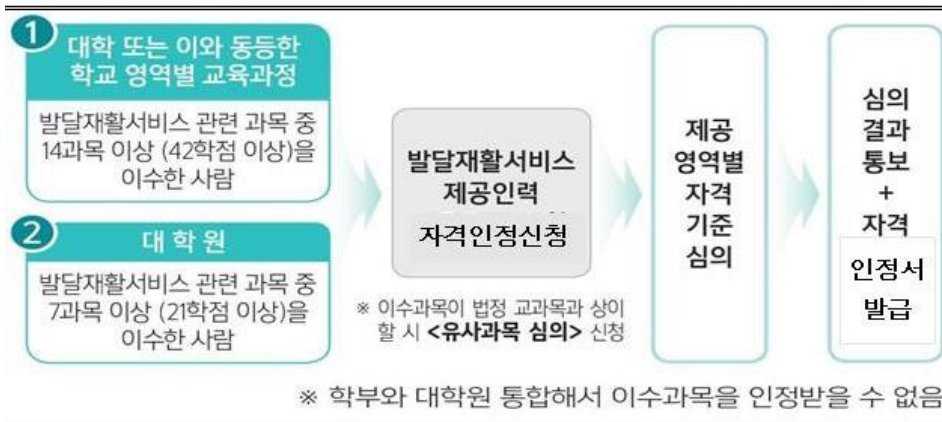 1
대학 또는 이와 동등한
학교 영역별 교육과정
발달재활서비스 관련 과목 중
14과목 이상 (42학점 이상)을
이수한 사람
2
대 학 원
발달재활서비스 관련 과목 중
7과목 이상 (21학점 이상)을
이수한 사람
발달재활서비스
제공인력
자격인정신청
※ 이수과목이 법정 교과목과 상이
할 시 <유사과목 심의> 신청
제공
영역별
자격
기준
심의
심의
결과
통보
+
자격
인정서
발급
※ 학부와 대학원 통합해서 이수과목을 인정받을 수 없음